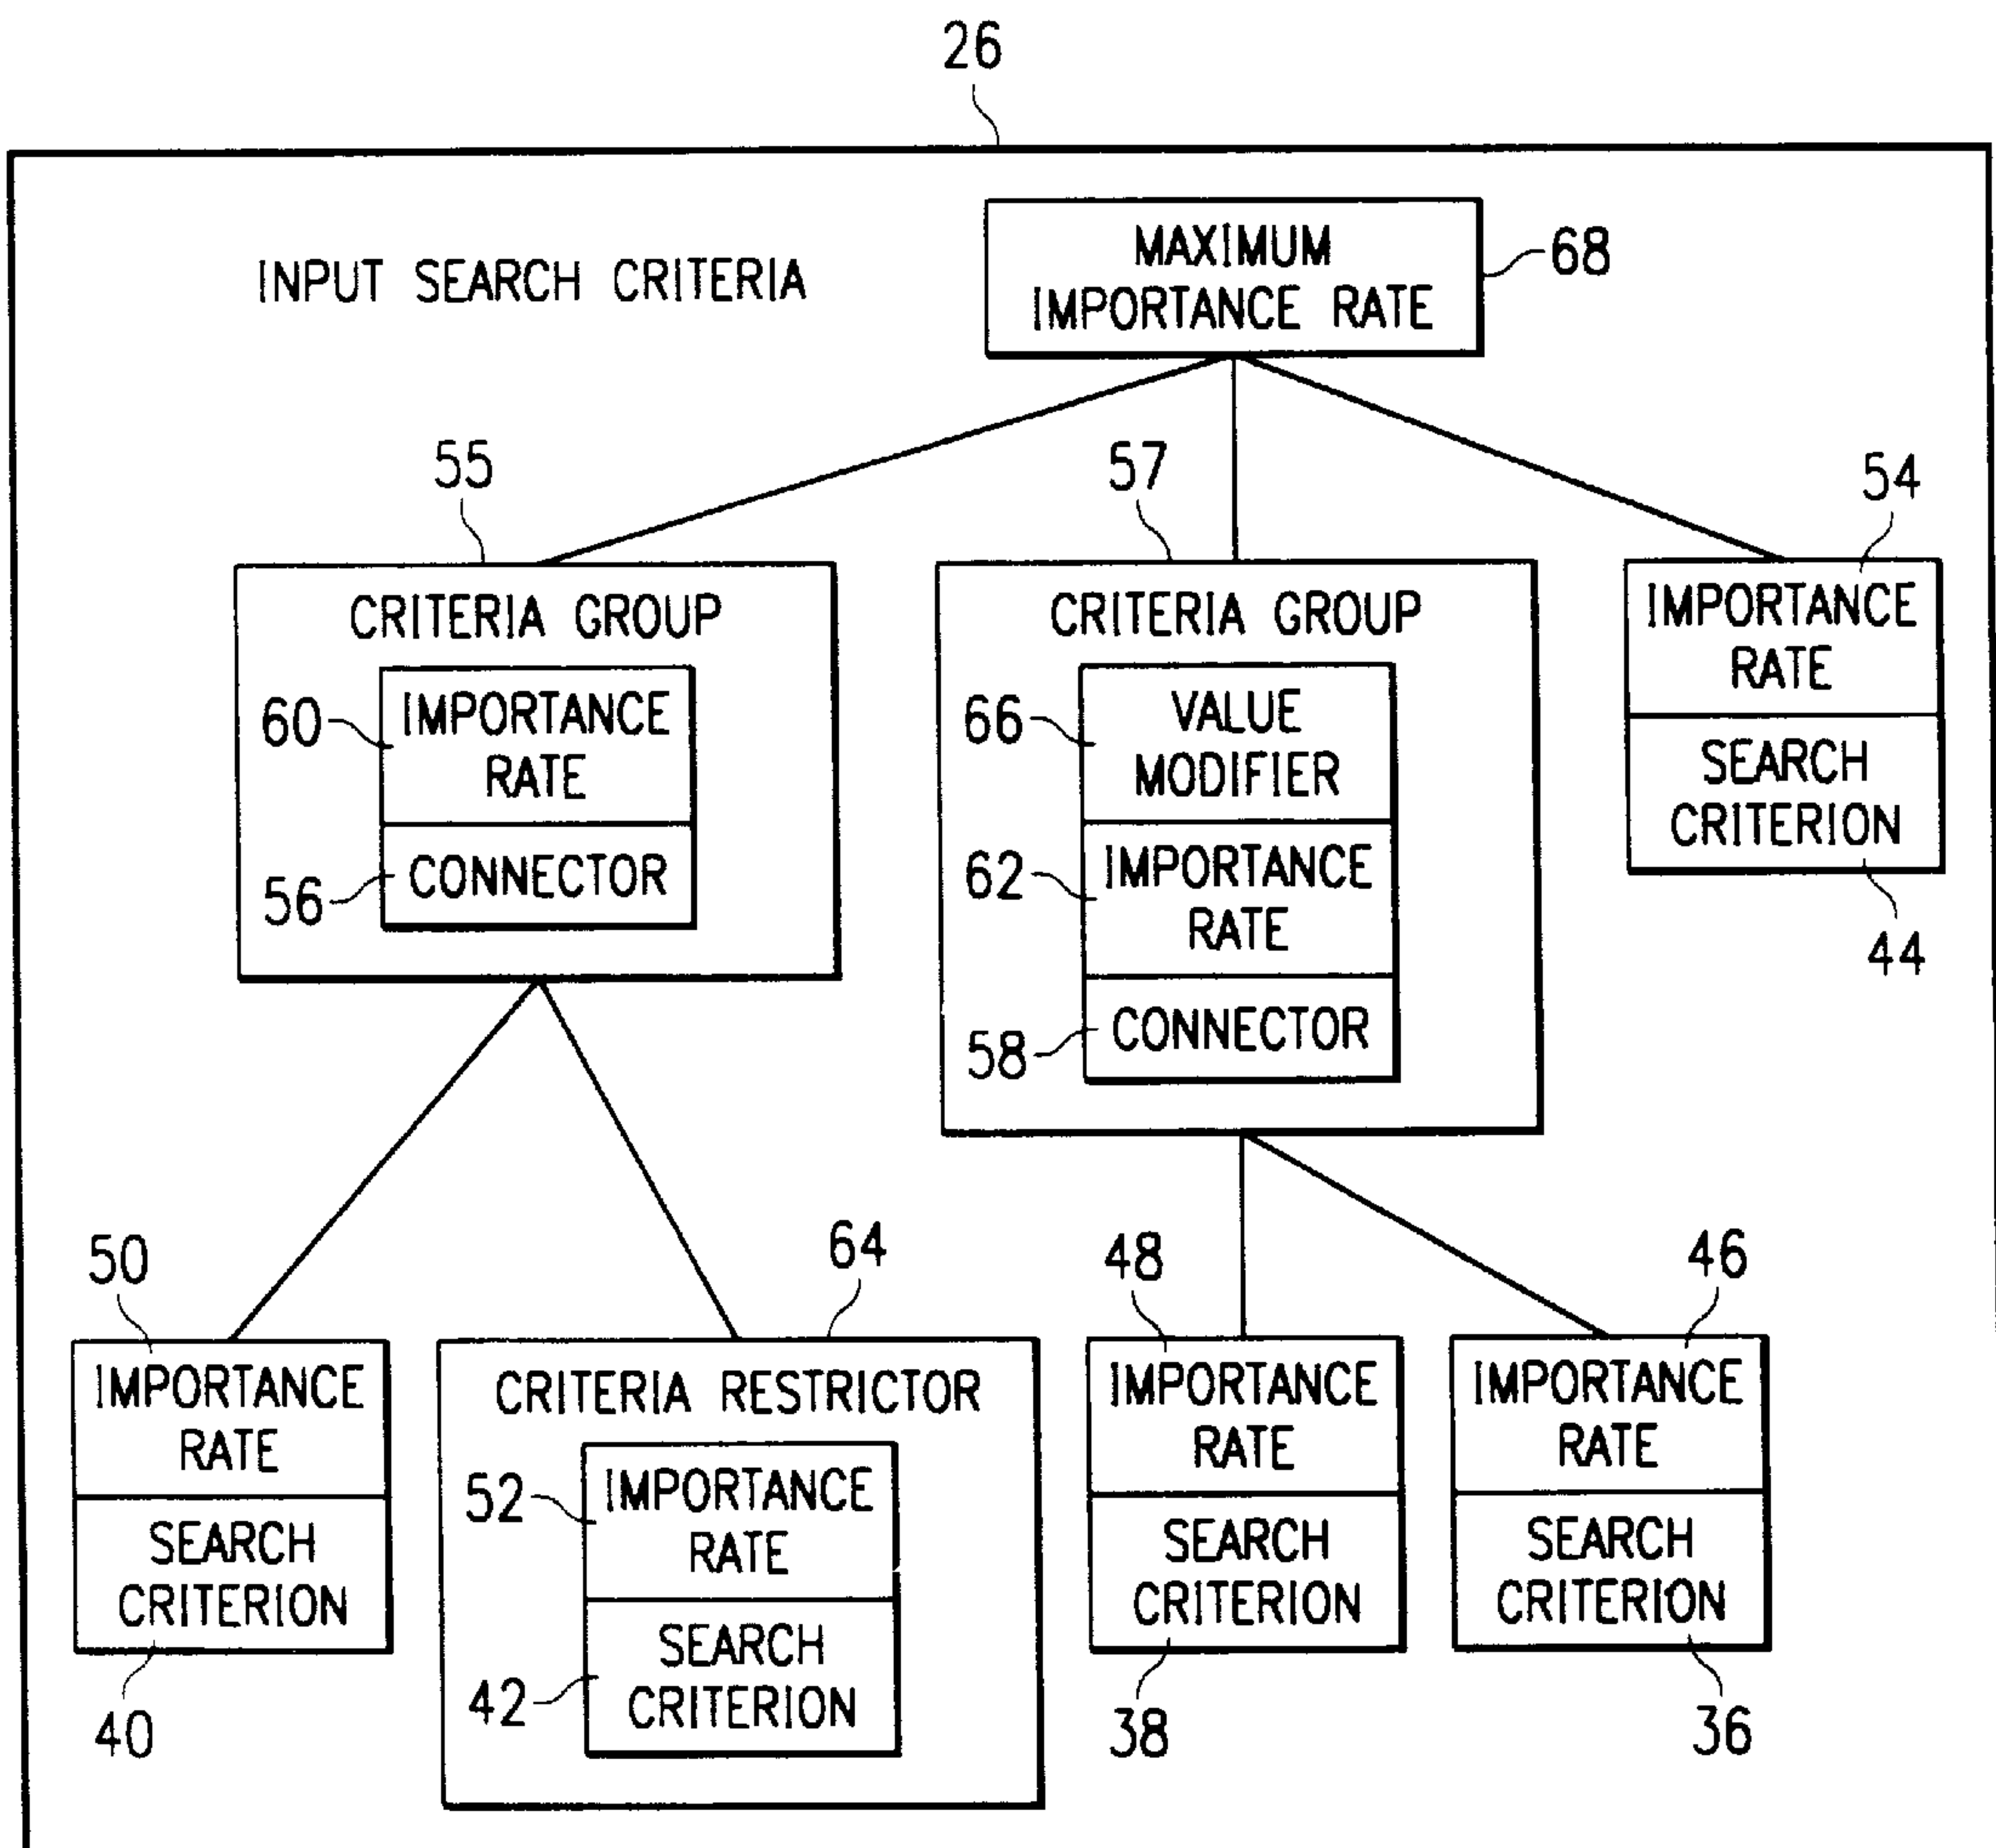 26
INPUT SEARCH CRITERIA
MAXIMUM
IMPORTANCE RATE
68
55
57
54
CRITERIA GROUP
60
IMPORTANCE
RATE
56
CONNECTOR
CRITERIA GROUP
66
VALUE
MODIFIER
62
IMPORTANCE
RATE
58
CONNECTOR
IMPORTANCE
RATE
SEARCH
CRITERION
44
50
IMPORTANCE
RATE
SEARCH
CRITERION
40
64
CRITERIA RESTRICTOR
52
IMPORTANCE
RATE
42
SEARCH
CRITERION
48
IMPORTANCE
RATE
SEARCH
CRITERION
38
46
IMPORTANCE
RATE
SEARCH
CRITERION
36